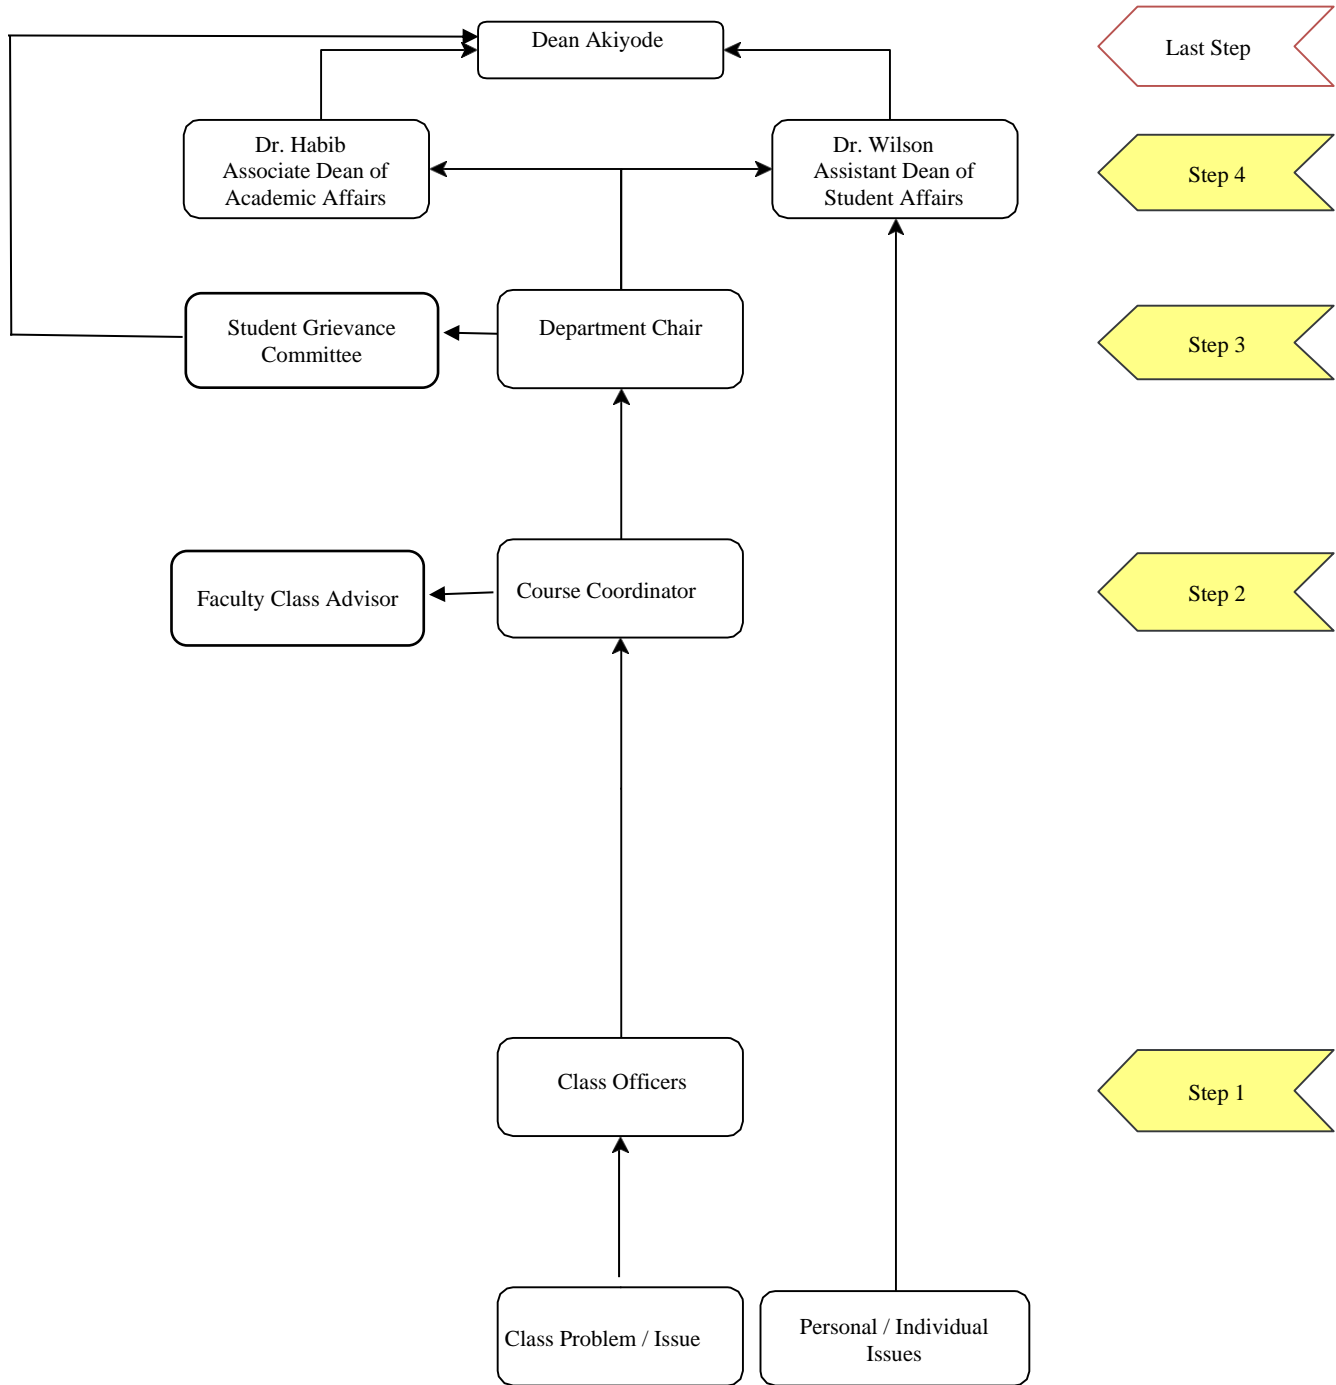 Dean Akiyode
Last Step
Dr. Habib
Associate Dean of
Academic Affairs
Dr. Wilson
Assistant Dean of
Student Affairs
Step 4
Student Grievance
Committee
Department Chair
Step 3
Faculty Class Advisor
Course Coordinator
Step 2
Class Officers
Step 1
Class Problem / Issue
Personal / Individual
Issues